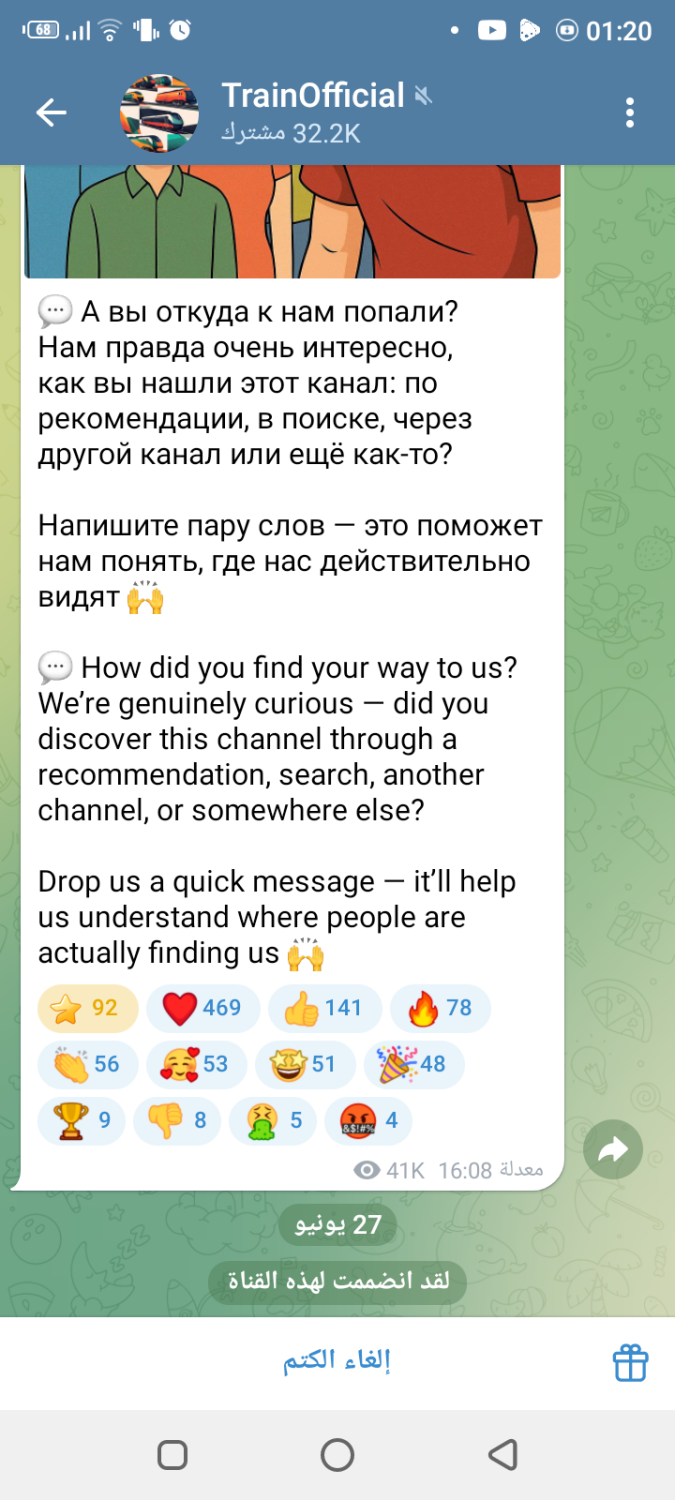 68
01:20
TrainOfficial
32.2K مشترك
💬 А вы откуда к нам попали?
Нам правда очень интересно,
как вы нашли этот канал: по
рекомендации, в поиске, через
другой канал или ещё как-то?
Напишите пару слов — это поможет
нам понять, где нас действительно
видят 🙌
💬 How did you find your way to us?
We’re genuinely curious — did you
discover this channel through a
recommendation, search, another
channel, or somewhere else?
Drop us a quick message — it’ll help
us understand where people are
actually finding us 🙌
⭐ 92 ❤ 469 👍 141 🔥 78
👏 56 🥰 53 🤩 51 🎉 48
🏆 9 👎 8 🤮 5 🤬 4
41K 16:08 معدلة
27 يونيو
لقد انضممت لهذه القناة
إلغاء الكتم